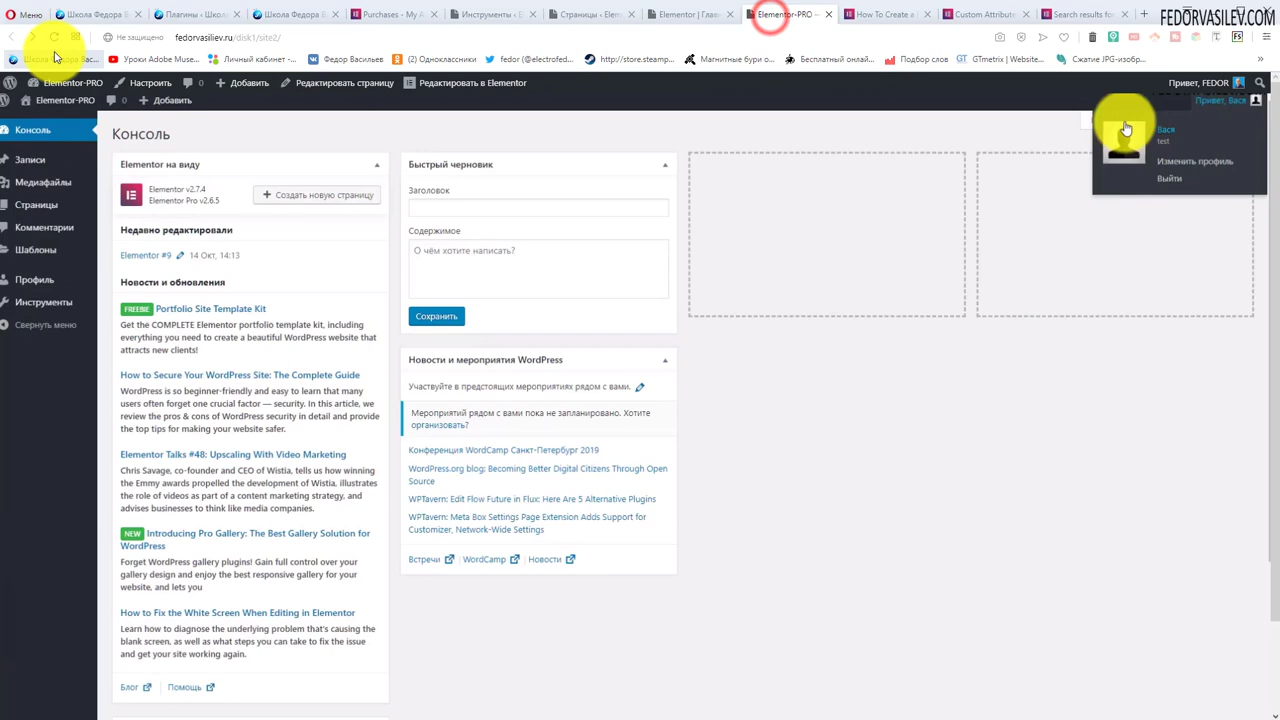 Меню
Школа Федора В
Плагины ‹ Школа
Школа Федора В
Purchases - My A
Инструменты ‹ E
Страницы ‹ Elem
Elementor | Глав
Elementor-PRO –
How To Create a
Custom Attribute
Search results for
FEDORVASILEV.COM
Не защищено
fedorvasiliev.ru/disk1/site2/
Школа Федора Вас...
Уроки Adobe Muse...
Личный кабинет -...
Федор Васильев
(2) Одноклассники
fedor (@electrofed...
http://store.steamp...
Магнитные бури о...
Бесплатный онлай...
Подбор слов
GTmetrix | Website...
Сжатие JPG-изоб...
Elementor-PRO
Настроить
0
Добавить
Редактировать страницу
Редактировать в Elementor
Привет, FEDOR
Elementor-PRO
0
Добавить
Привет, Вася
Вася
test
Изменить профиль
Выйти
Консоль
Записи
Медиафайлы
Страницы
Комментарии
Шаблоны
Профиль
Инструменты
Свернуть меню
Консоль
Elementor на виду
Elementor v2.7.4
Elementor Pro v2.6.5
Создать новую страницу
Недавно редактировали
Elementor #9 14 Окт, 14:13
Новости и обновления
FREEBIE Portfolio Site Template Kit
Get the COMPLETE Elementor portfolio template kit, including
everything you need to create a beautiful WordPress website that
attracts new clients!
How to Secure Your WordPress Site: The Complete Guide
WordPress is so beginner-friendly and easy to learn that many
users often forget one crucial factor — security. In this article, we
review the pros & cons of WordPress security in detail and provide
the top tips for making your website safer.
Elementor Talks #48: Upscaling With Video Marketing
Chris Savage, co-founder and CEO of Wistia, tells us how winning
the Emmy awards propelled the development of Wistia, illustrates
the role of videos as part of a content marketing strategy, and
advises businesses to think like media companies.
NEW Introducing Pro Gallery: The Best Gallery Solution for
WordPress
Forget WordPress gallery plugins! Gain full control over your
gallery design and enjoy the best responsive gallery for your
website, and lets you
How to Fix the White Screen When Editing in Elementor
Learn how to diagnose the underlying problem that's causing the
blank screen, as well as what steps you can take to fix the issue
and get your site working again.
Блог
Помощь
Быстрый черновик
Заголовок
Содержимое
О чём хотите написать?
Сохранить
Новости и мероприятия WordPress
Участвуйте в предстоящих мероприятиях рядом с вами.
Мероприятий рядом с вами пока не запланировано. Хотите
организовать?
Конференция WordCamp Санкт-Петербург 2019
WordPress.org blog: Becoming Better Digital Citizens Through Open
Source
WPTavern: Edit Flow Future in Flux: Here Are 5 Alternative Plugins
WPTavern: Meta Box Settings Page Extension Adds Support for
Customizer, Network-Wide Settings
Встречи
WordCamp
Новости